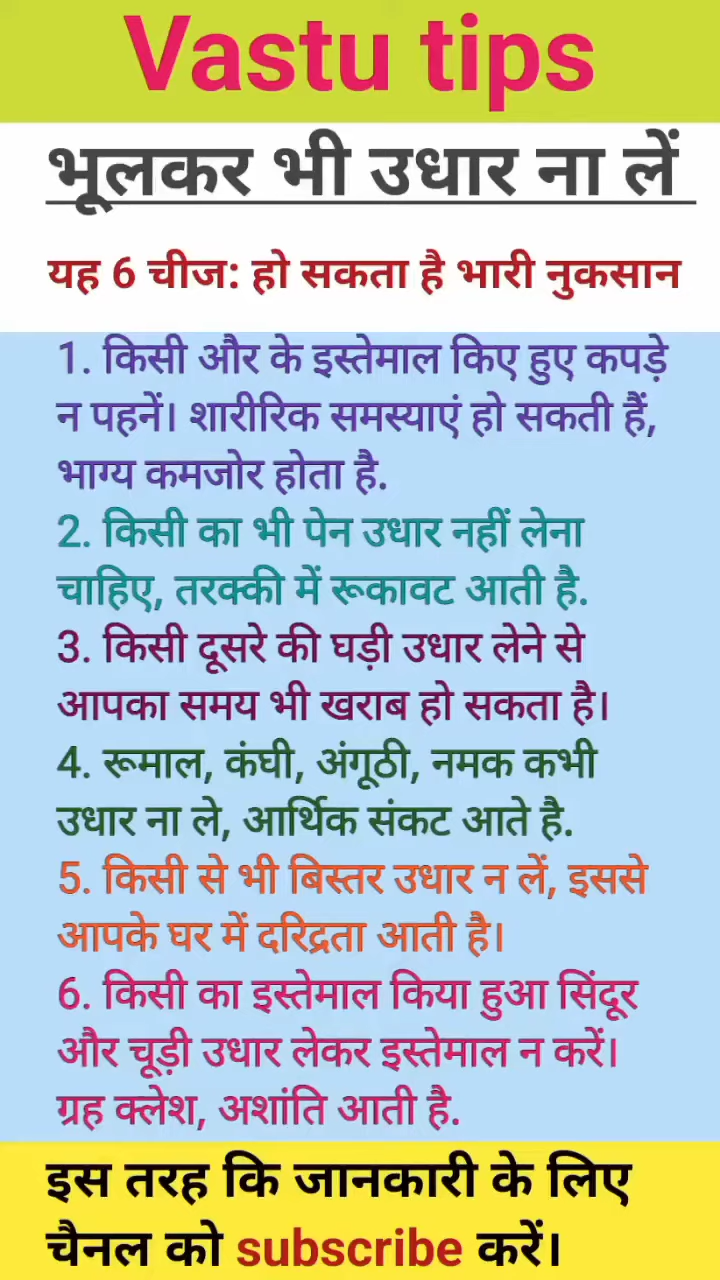 Vastu tips
भूलकर भी उधार ना लें
यह 6 चीज: हो सकता है भारी नुकसान
1. किसी और के इस्तेमाल किए हुए कपड़े
न पहनें। शारीरिक समस्याएं हो सकती हैं,
भाग्य कमजोर होता है.
2. किसी का भी पेन उधार नहीं लेना
चाहिए, तरक्की में रूकावट आती है.
3. किसी दूसरे की घड़ी उधार लेने से
आपका समय भी खराब हो सकता है।
4. रूमाल, कंघी, अंगूठी, नमक कभी
उधार ना ले, आर्थिक संकट आते है.
5. किसी से भी बिस्तर उधार न लें, इससे
आपके घर में दरिद्रता आती है।
6. किसी का इस्तेमाल किया हुआ सिंदूर
और चूड़ी उधार लेकर इस्तेमाल न करें।
ग्रह क्लेश, अशांति आती है.
इस तरह कि जानकारी के लिए
चैनल को subscribe करें।